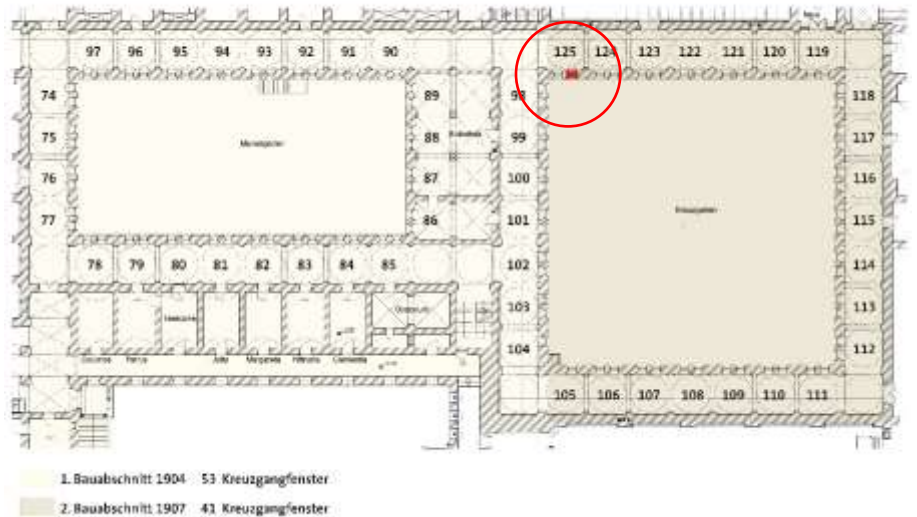 97 96 95 94 93 92 91 90
125 124 123 122 121 120 119
74 89 98 118
75 88 99 117
76 87 100 116
77 86 101 115
78 79 80 81 82 83 84 85 102 114
103 113
104 112
105 106 107 108 109 110 111
1. Bauabschnitt 1904 53 Kreuzgangfenster
2. Bauabschnitt 1907 41 Kreuzgangfenster